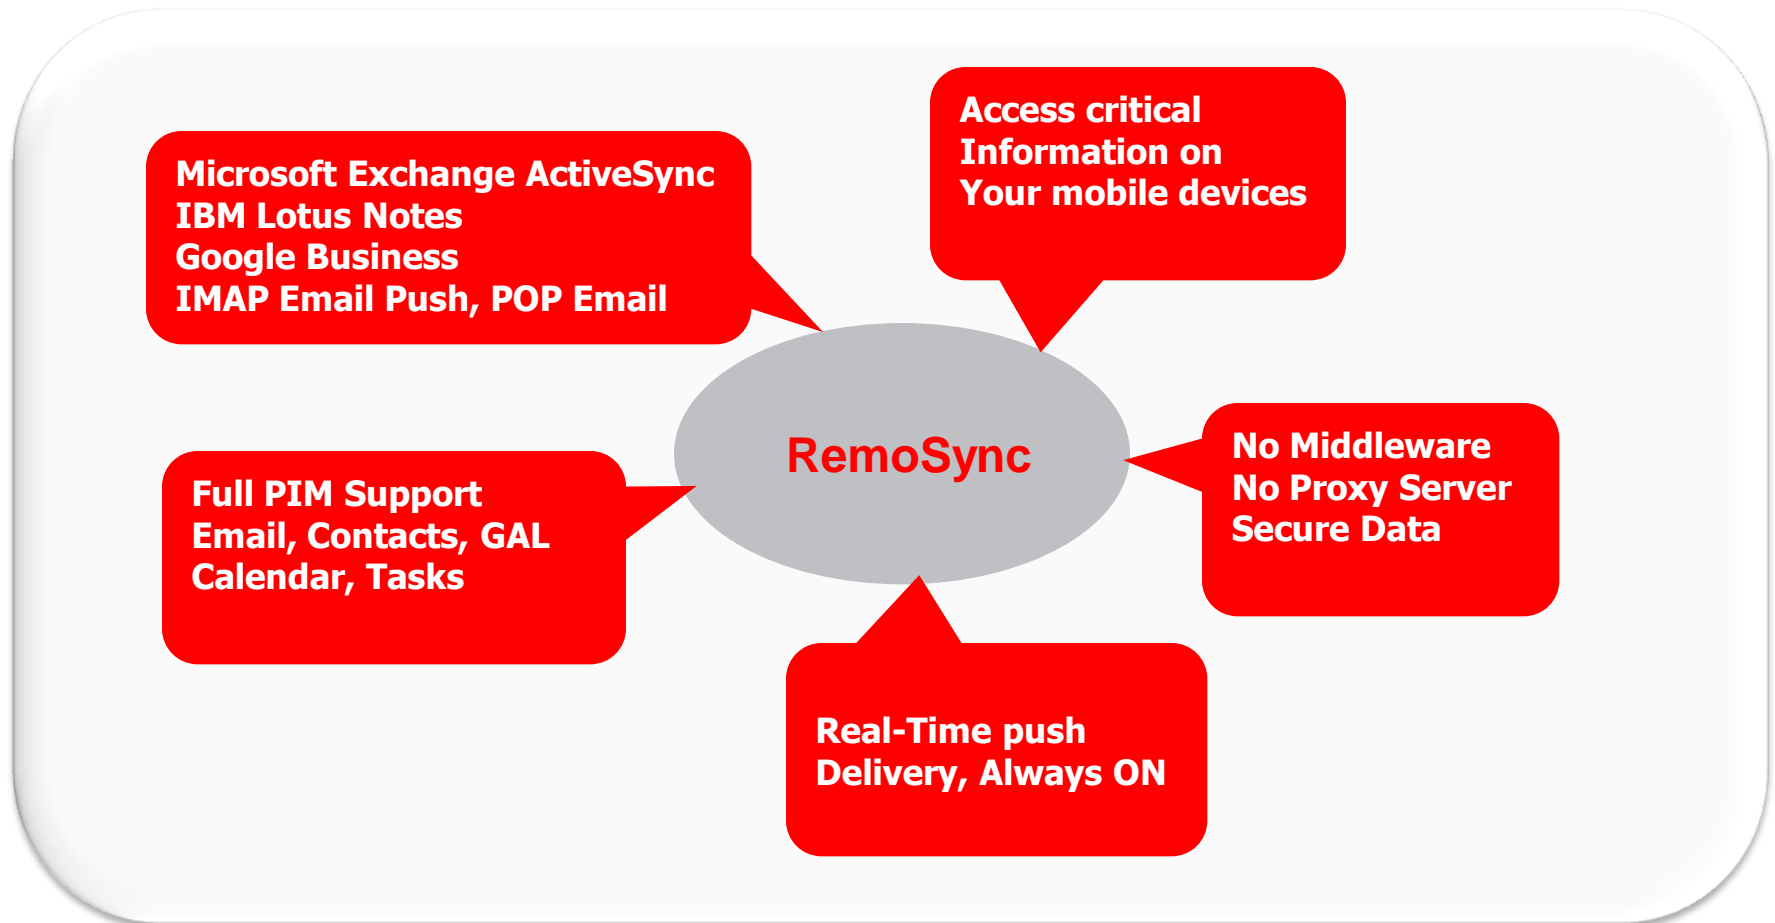 Access critical
Information on
Your mobile devices
Microsoft Exchange ActiveSync
IBM Lotus Notes
Google Business
IMAP Email Push, POP Email
RemoSync
No Middleware
No Proxy Server
Secure Data
Full PIM Support
Email, Contacts, GAL
Calendar, Tasks
Real-Time push
Delivery, Always ON